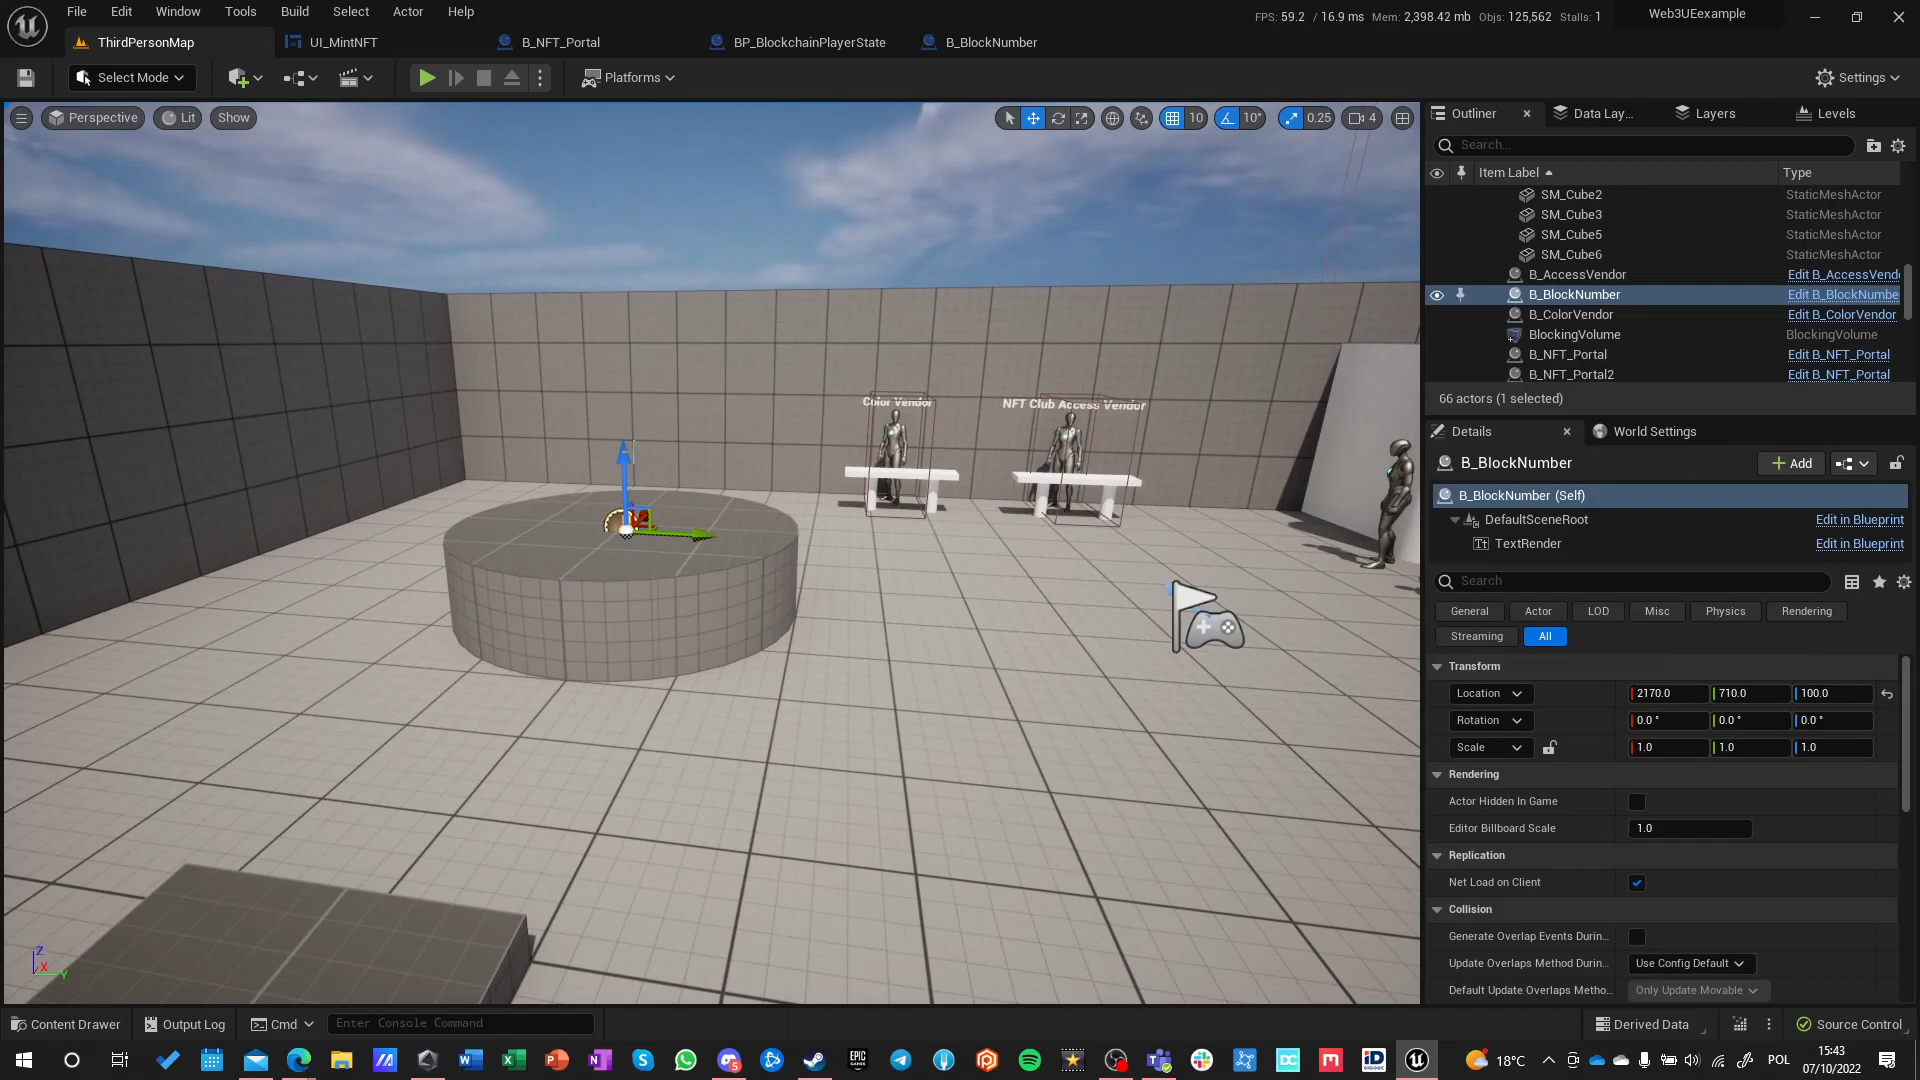 File Edit Window Tools Build Select Actor Help
FPS: 59.2 / 16.9 ms Mem: 2,398.42 mb Objs: 125,562 Stalls: 1
Web3UEexample
ThirdPersonMap UI_MintNFT B_NFT_Portal BP_BlockchainPlayerState B_BlockNumber
Select Mode Platforms Settings
Perspective Lit Show 10 10° 0.25 4
Color Vendor
NFT Club Access Vendor
Outliner Data Lay... Layers Levels
Search...
Item Label Type
SM_Cube2 StaticMeshActor
SM_Cube3 StaticMeshActor
SM_Cube5 StaticMeshActor
SM_Cube6 StaticMeshActor
B_AccessVendor Edit B_AccessVend
B_BlockNumber Edit B_BlockNumbe
B_ColorVendor Edit B_ColorVendor
BlockingVolume BlockingVolume
B_NFT_Portal Edit B_NFT_Portal
B_NFT_Portal2 Edit B_NFT_Portal
66 actors (1 selected)
Details World Settings
B_BlockNumber Add
B_BlockNumber (Self)
DefaultSceneRoot Edit in Blueprint
TextRender Edit in Blueprint
Search
General Actor LOD Misc Physics Rendering
Streaming All
Transform
Location 2170.0 710.0 100.0
Rotation 0.0° 0.0° 0.0°
Scale 1.0 1.0 1.0
Rendering
Actor Hidden In Game
Editor Billboard Scale 1.0
Replication
Net Load on Client
Collision
Generate Overlap Events Durin...
Update Overlaps Method Durin... Use Config Default
Default Update Overlaps Metho... Only Update Movable
Z
X
Y
Content Drawer Output Log Cmd Enter Console Command Derived Data Source Control
EPIC GAMES 5 DC M iD 18°C POL 15:43
07/10/2022